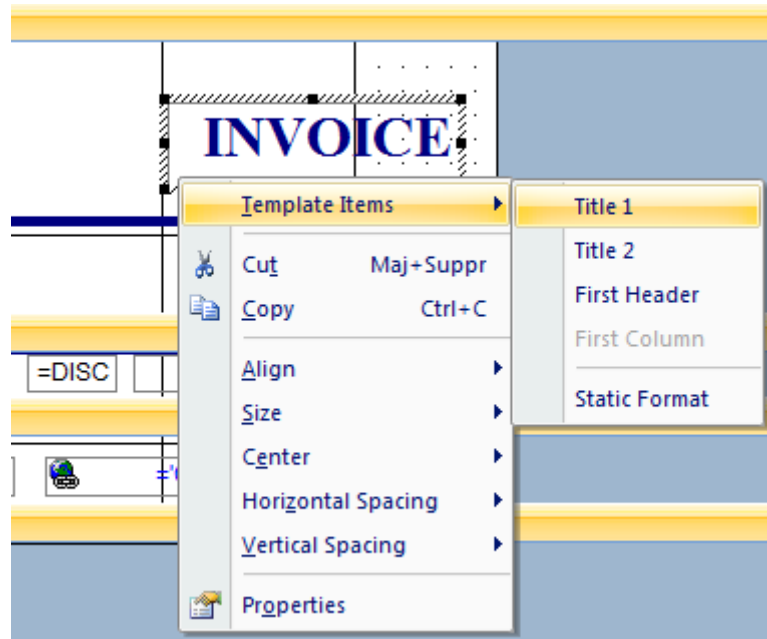 INVOICE
Template Items
Title 1
Title 2
Cut Maj+Suppr
Copy Ctrl+C
First Header
First Column
=DISC
Align
Static Format
Size
Center
Horizontal Spacing
Vertical Spacing
Properties